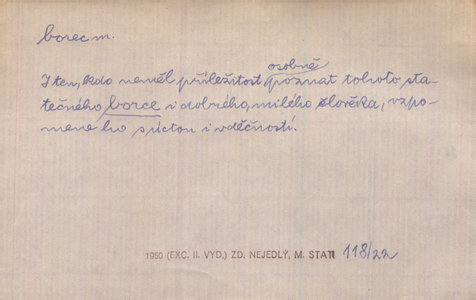 borec m.
osobně
I ten, kdo neměl příležitost poznat tohoto sta-
tečného borce i dobrého, milého člověka, vzpo-
mene ho s úctou i vděčností.
1950 (EXC. II. VYD.) ZD. NEJEDLÝ, M. STATI 118/22